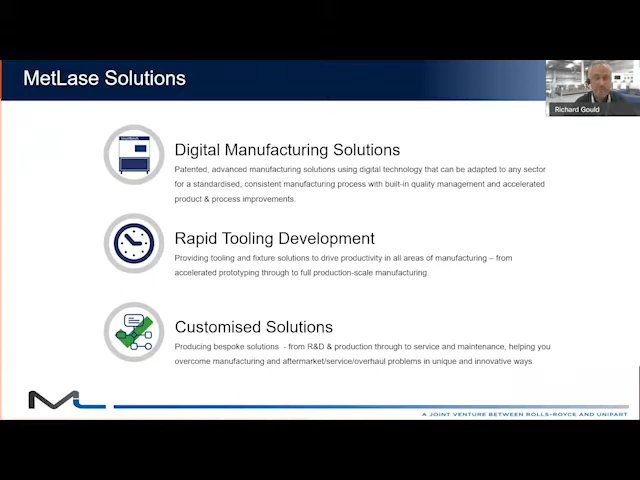 MetLase Solutions
Richard Gould
Digital Manufacturing Solutions
Patented, advanced manufacturing solutions using digital technology that can be adapted to any sector
for a standardised, consistent manufacturing process with built-in quality management and accelerated
product & process improvements.
Rapid Tooling Development
Providing tooling and fixture solutions to drive productivity in all areas of manufacturing – from
accelerated prototyping through to full production-scale manufacturing
Customised Solutions
Producing bespoke solutions - from R&D & production through to service and maintenance, helping you
overcome manufacturing and aftermarket/service/overhaul problems in unique and innovative ways.
A JOINT VENTURE BETWEEN ROLLS-ROYCE AND UNIPART